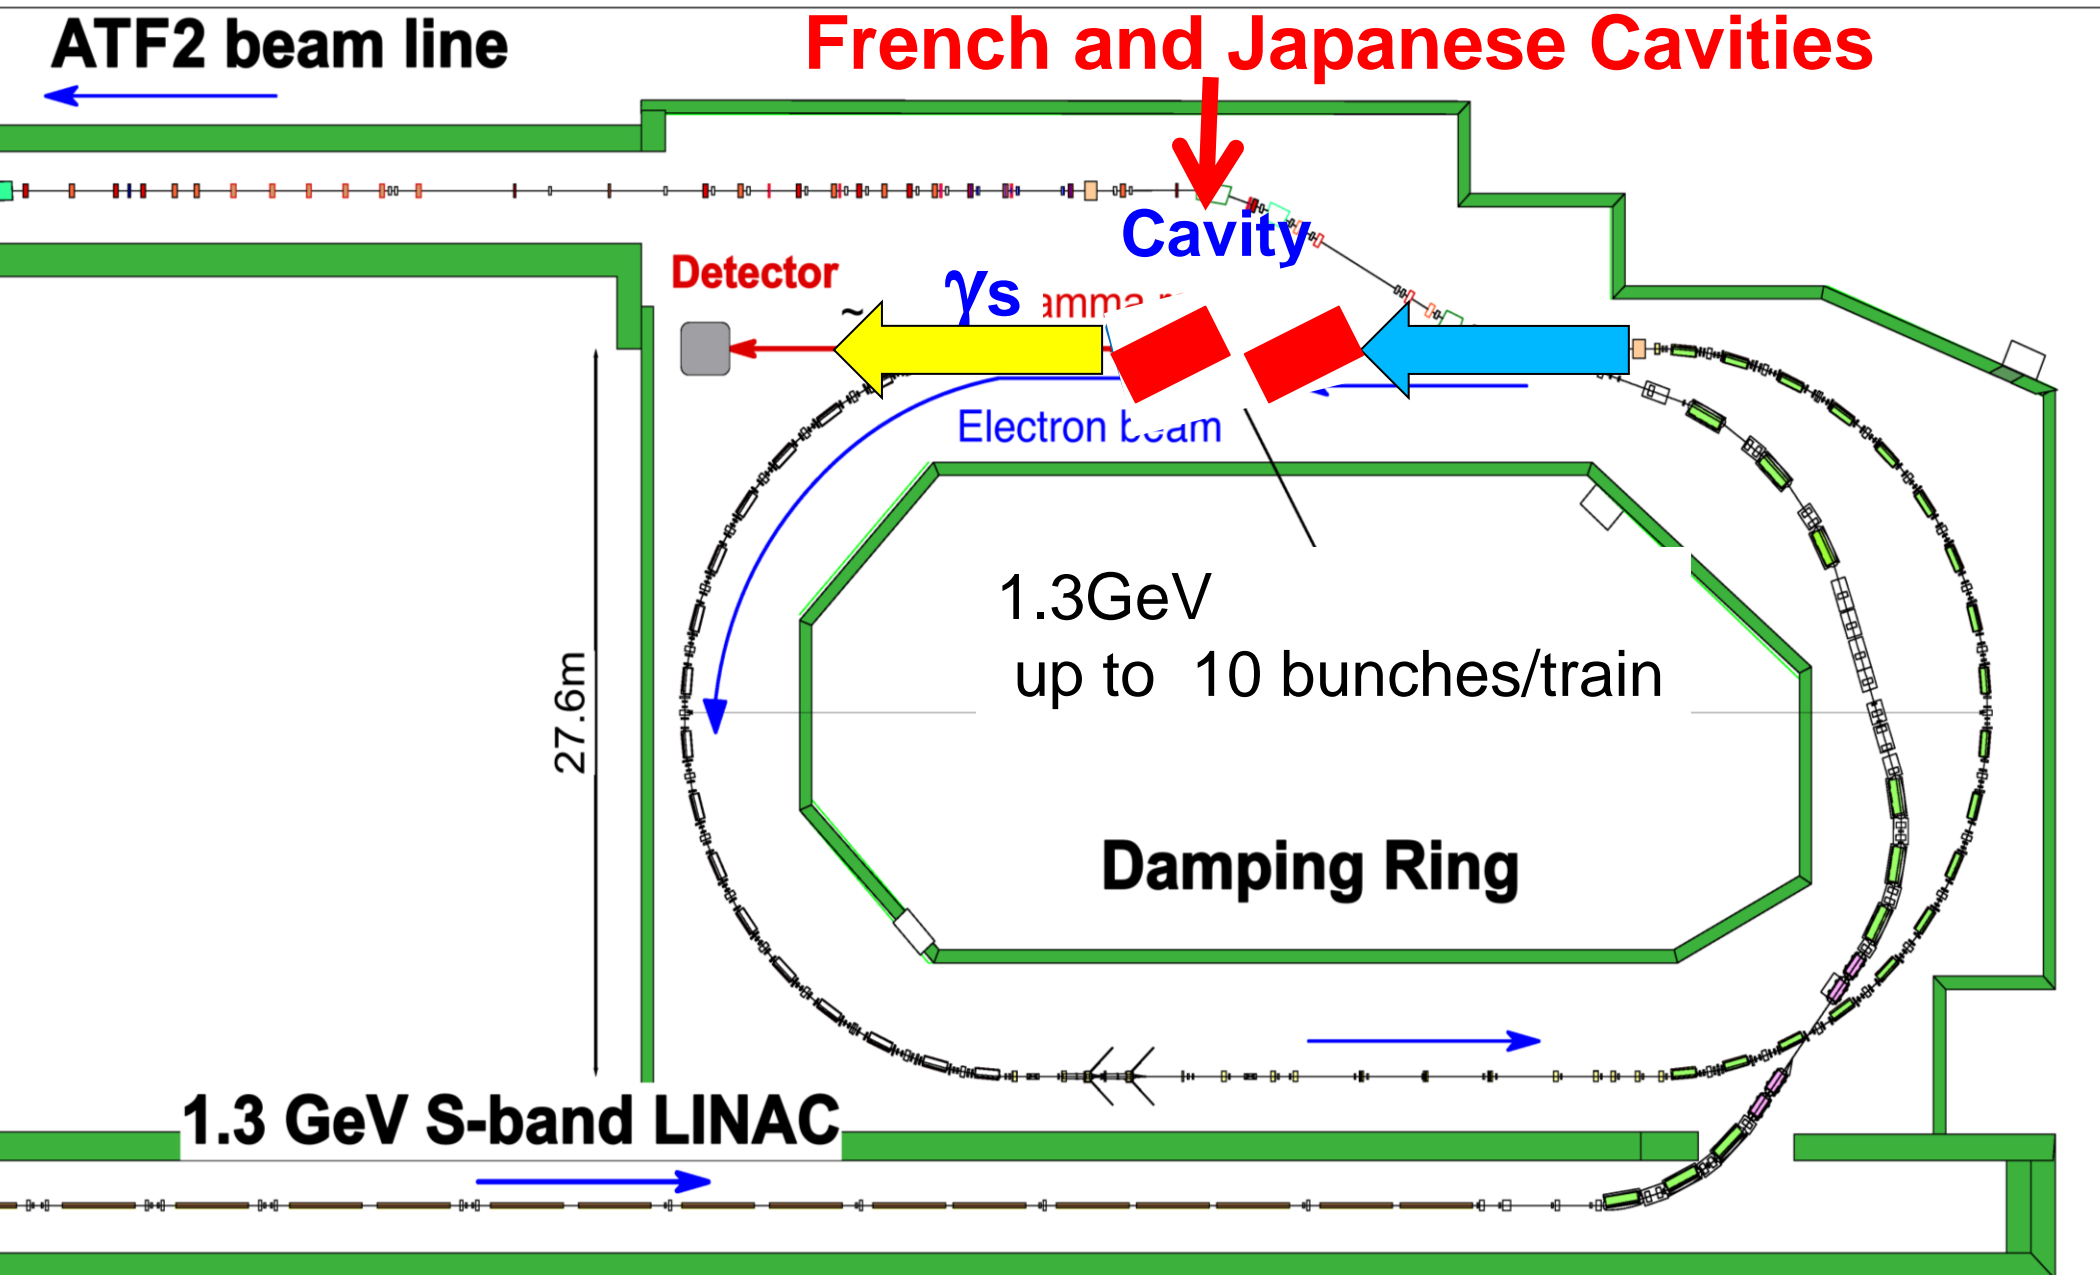 ATF2 beam line
French and Japanese Cavities
Cavity
Detector
γs
~
Electron beam
1.3GeV
up to 10 bunches/train
27.6m
Damping Ring
1.3 GeV S-band LINAC